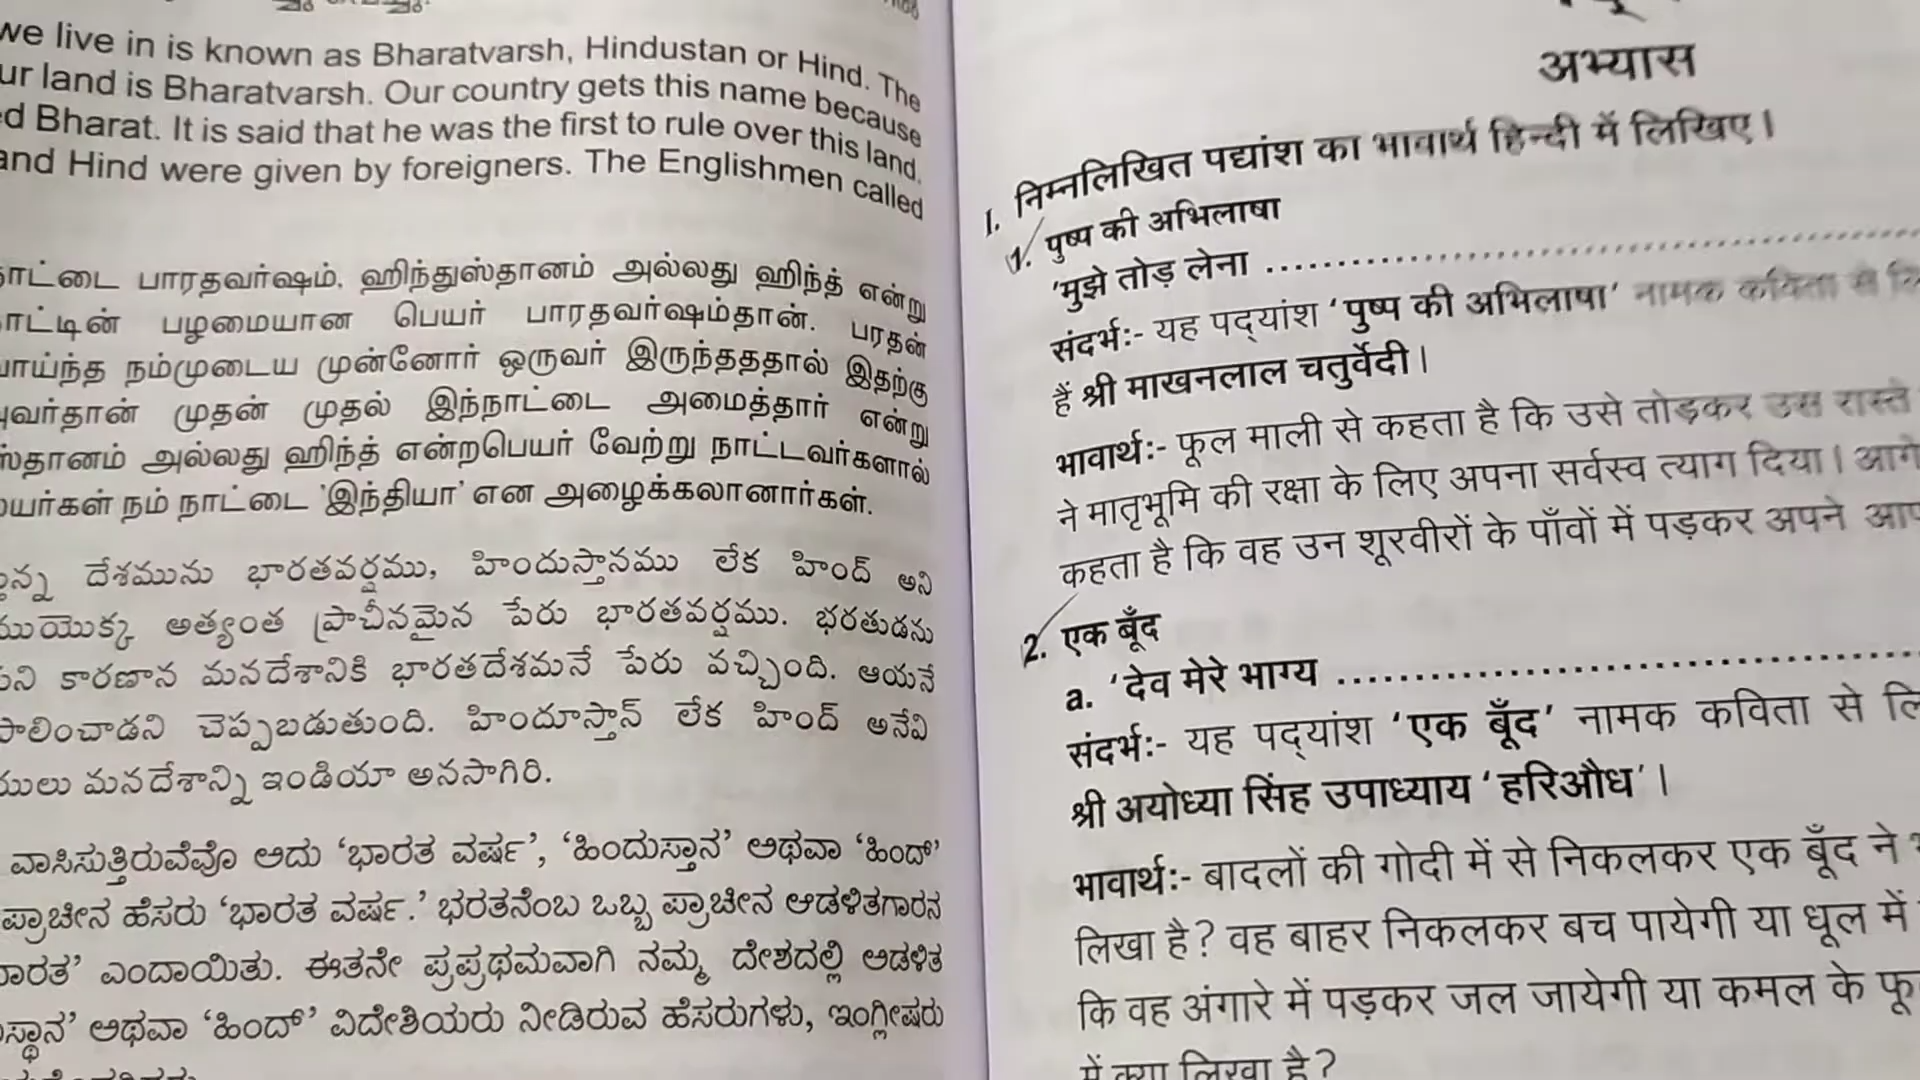 we live in is known as Bharatvarsh, Hindustan or Hind. The
ur land is Bharatvarsh. Our country gets this name because
d Bharat. It is said that he was the first to rule over this land.
and Hind were given by foreigners. The Englishmen called
நாட்டை பாரதவர்ஷம். ஹிந்துஸ்தானம் அல்லது ஹிந்த் என்று
நாட்டின் பழமையான பெயர் பாரதவர்ஷம்தான். பரதன்
வாய்ந்த நம்முடைய முன்னோர் ஒருவர் இருந்தததால் இதற்கு
அவர்தான் முதன் முதல் இந்நாட்டை அமைத்தார் என்று
ஸ்தானம் அல்லது ஹிந்த் என்றபெயர் வேற்று நாட்டவர்களால்
யர்கள் நம் நாட்டை 'இந்தியா' என அழைக்கலானார்கள்.
న్న దేశమును భారతవర్షము, హిందుస్తానము లేక హింద్ అని
ముయొక్క అత్యంత ప్రాచీనమైన పేరు భారతవర్షము. భరతుడను
ని కారణాన మనదేశానికి భారతదేశమనే పేరు వచ్చింది. ఆయనే
పాలించాడని చెప్పబడుతుంది. హిందూస్తాన్ లేక హింద్ అనేవి
యులు మనదేశాన్ని ఇండియా అనసాగిరి.
ವಾಸಿಸುತ್ತಿರುವೆವೊ ಅದು ‘ಭಾರತ ವರ್ಷ’, ‘ಹಿಂದುಸ್ತಾನ’ ಅಥವಾ ‘ಹಿಂದ್’
ಪ್ರಾಚೀನ ಹೆಸರು ‘ಭಾರತ ವರ್ಷ.’ ಭರತನೆಂಬ ಒಬ್ಬ ಪ್ರಾಚೀನ ಆಡಳಿತಗಾರನ
ಭಾರತ’ ಎಂದಾಯಿತು. ಈತನೇ ಪ್ರಪ್ರಥಮವಾಗಿ ನಮ್ಮ ದೇಶದಲ್ಲಿ ಆಡಳಿತ
ಸ್ಥಾನ’ ಅಥವಾ ‘ಹಿಂದ್’ ವಿದೇಶಿಯರು ನೀಡಿರುವ ಹೆಸರುಗಳು, ಇಂಗ್ಲೀಷರು
अभ्यास
I. निम्नलिखित पद्यांश का भावार्थ हिन्दी में लिखिए।
1. पुष्प की अभिलाषा
'मुझे तोड़ लेना ........................................
संदर्भः- यह पद्यांश 'पुष्प की अभिलाषा' नामक कविता से
हैं श्री माखनलाल चतुर्वेदी।
भावार्थः- फूल माली से कहता है कि उसे तोड़कर उस रास्ते
ने मातृभूमि की रक्षा के लिए अपना सर्वस्व त्याग दिया। आगे
कहता है कि वह उन शूरवीरों के पाँवों में पड़कर अपने आप
2. एक बूँद
a. 'देव मेरे भाग्य ........................................
संदर्भः- यह पद्यांश 'एक बूँद' नामक कविता से लि
श्री अयोध्या सिंह उपाध्याय 'हरिऔध'।
भावार्थः- बादलों की गोदी में से निकलकर एक बूँद ने
लिखा है? वह बाहर निकलकर बच पायेगी या धूल में
कि वह अंगारे में पड़कर जल जायेगी या कमल के फू
में क्या लिखा है?